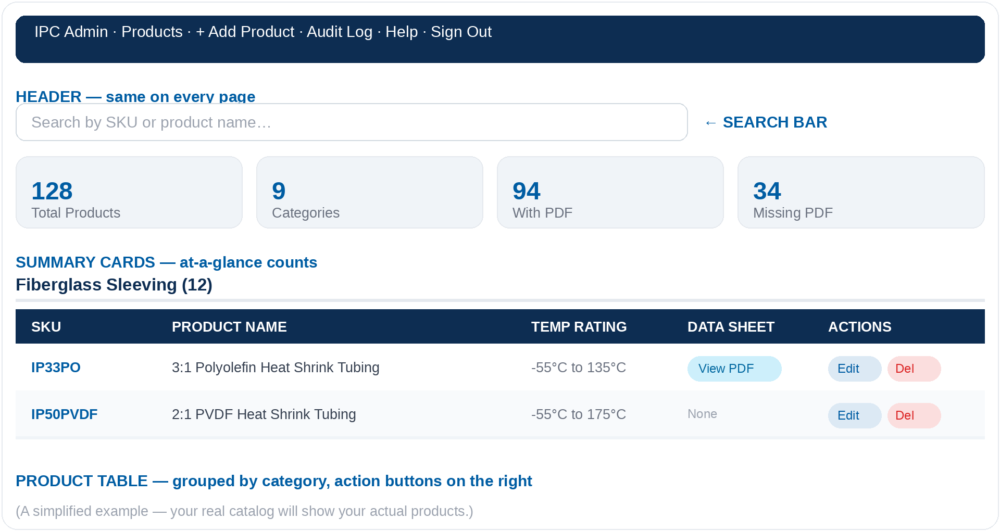 IPC Admin · Products · + Add Product · Audit Log · Help · Sign Out
HEADER — same on every page
Search by SKU or product name…
← SEARCH BAR
128
Total Products
9
Categories
94
With PDF
34
Missing PDF
SUMMARY CARDS — at-a-glance counts
Fiberglass Sleeving (12)
SKU PRODUCT NAME TEMP RATING DATA SHEET ACTIONS
IP33PO 3:1 Polyolefin Heat Shrink Tubing -55°C to 135°C View PDF Edit Del
IP50PVDF 2:1 PVDF Heat Shrink Tubing -55°C to 175°C None Edit Del
PRODUCT TABLE — grouped by category, action buttons on the right
(A simplified example — your real catalog will show your actual products.)